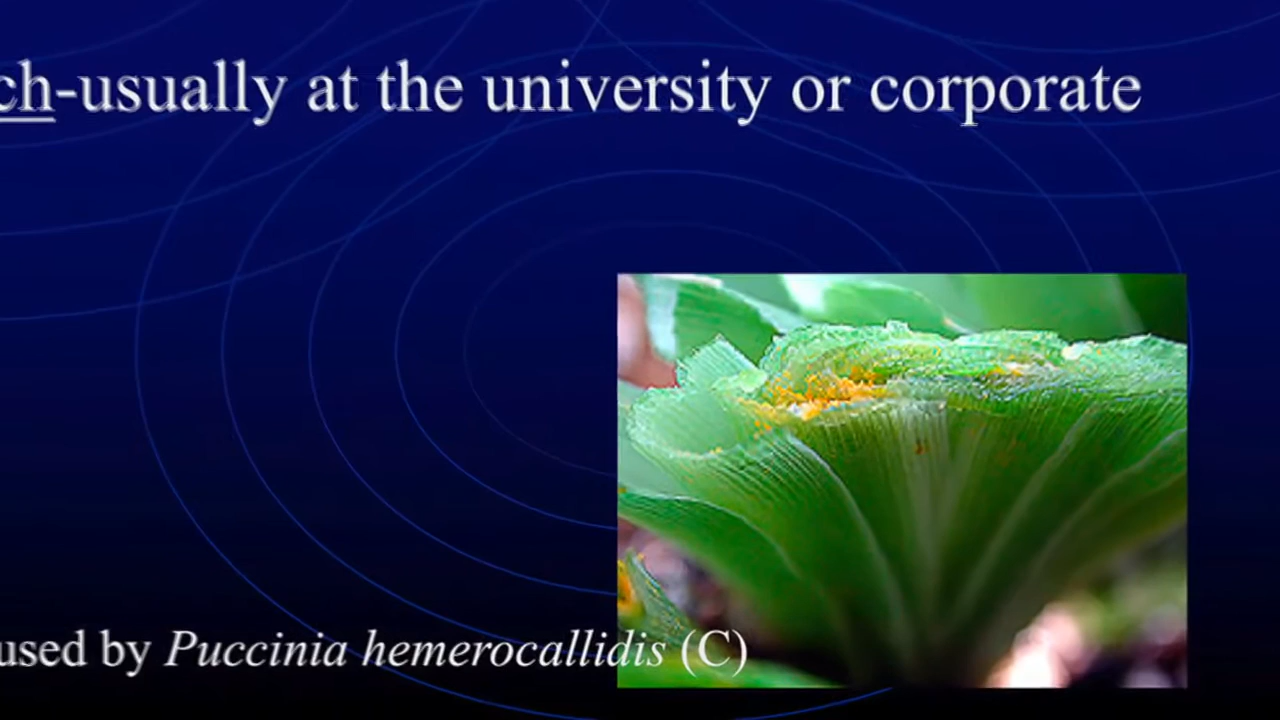 ch-usually at the university or corporate
used by Puccinia hemerocallidis (C)